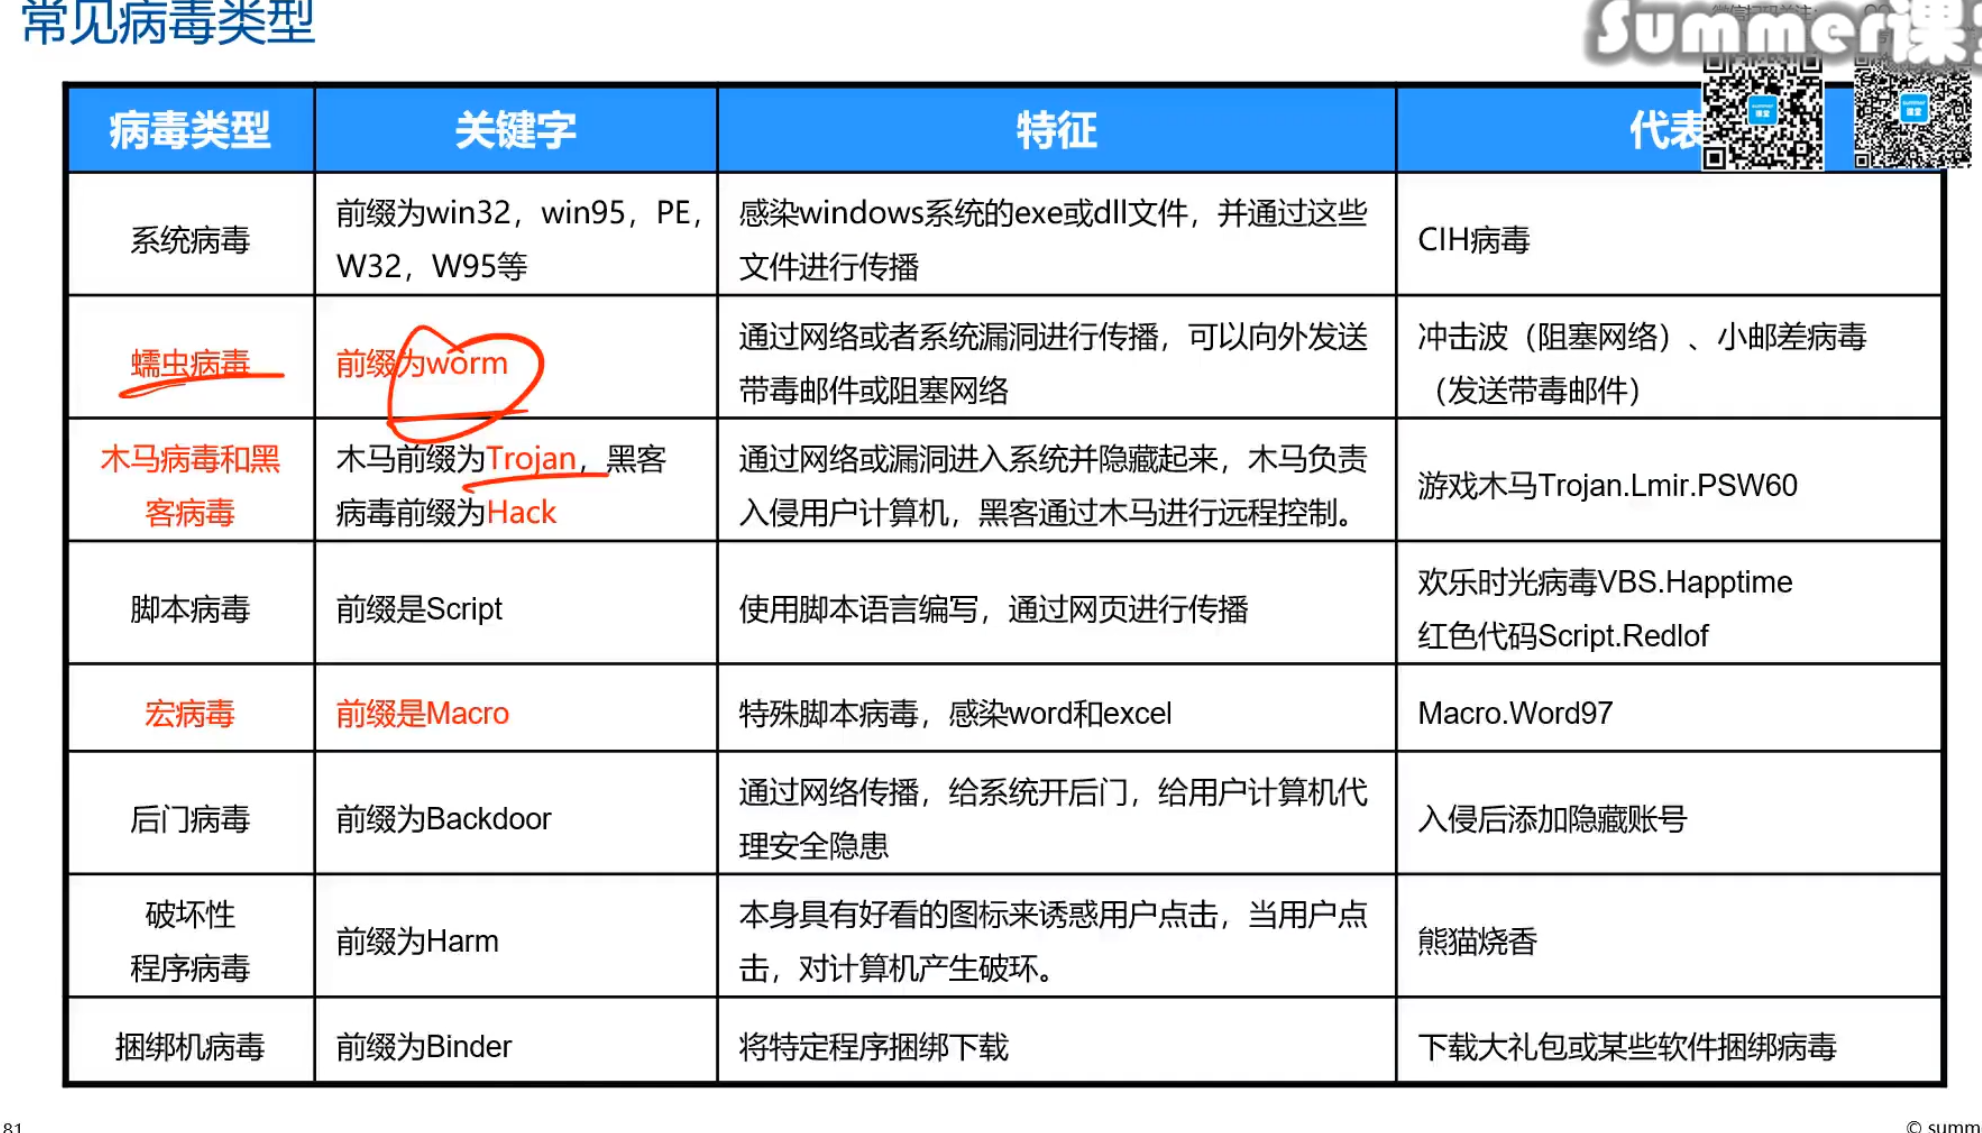 常见病毒类型
Summer课
微信扫码关注:
病毒类型
关键字
特征
代表
系统病毒
前缀为win32，win95，PE，
W32，W95等
感染windows系统的exe或dll文件，并通过这些
文件进行传播
CIH病毒
蠕虫病毒
前缀为worm
通过网络或者系统漏洞进行传播，可以向外发送
带毒邮件或阻塞网络
冲击波（阻塞网络）、小邮差病毒
（发送带毒邮件）
木马病毒和黑
客病毒
木马前缀为Trojan，黑客
病毒前缀为Hack
通过网络或漏洞进入系统并隐藏起来，木马负责
入侵用户计算机，黑客通过木马进行远程控制。
游戏木马Trojan.Lmir.PSW60
脚本病毒
前缀是Script
使用脚本语言编写，通过网页进行传播
欢乐时光病毒VBS.Happtime
红色代码Script.Redlof
宏病毒
前缀是Macro
特殊脚本病毒，感染word和excel
Macro.Word97
后门病毒
前缀为Backdoor
通过网络传播，给系统开后门，给用户计算机代
理安全隐患
入侵后添加隐藏账号
破坏性
程序病毒
前缀为Harm
本身具有好看的图标来诱惑用户点击，当用户点
击，对计算机产生破坏。
熊猫烧香
捆绑机病毒
前缀为Binder
将特定程序捆绑下载
下载大礼包或某些软件捆绑病毒
81
© summ